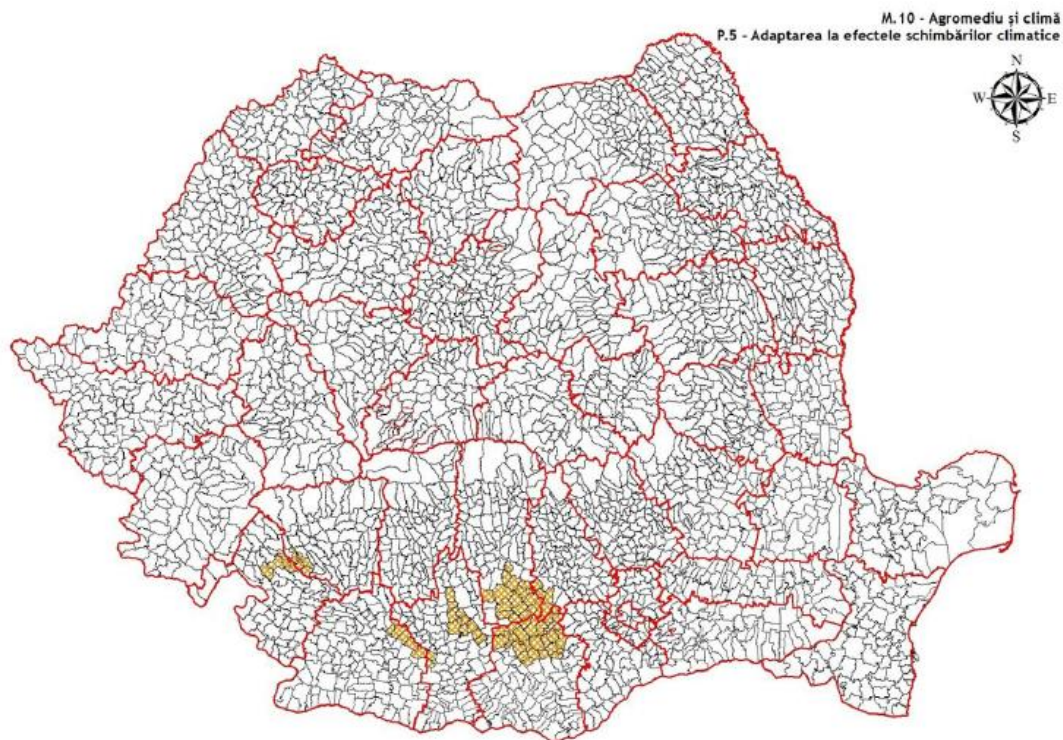 M.10 - Agromediu și climă
P.5 - Adaptarea la efectele schimbărilor climatice
N
W E
S